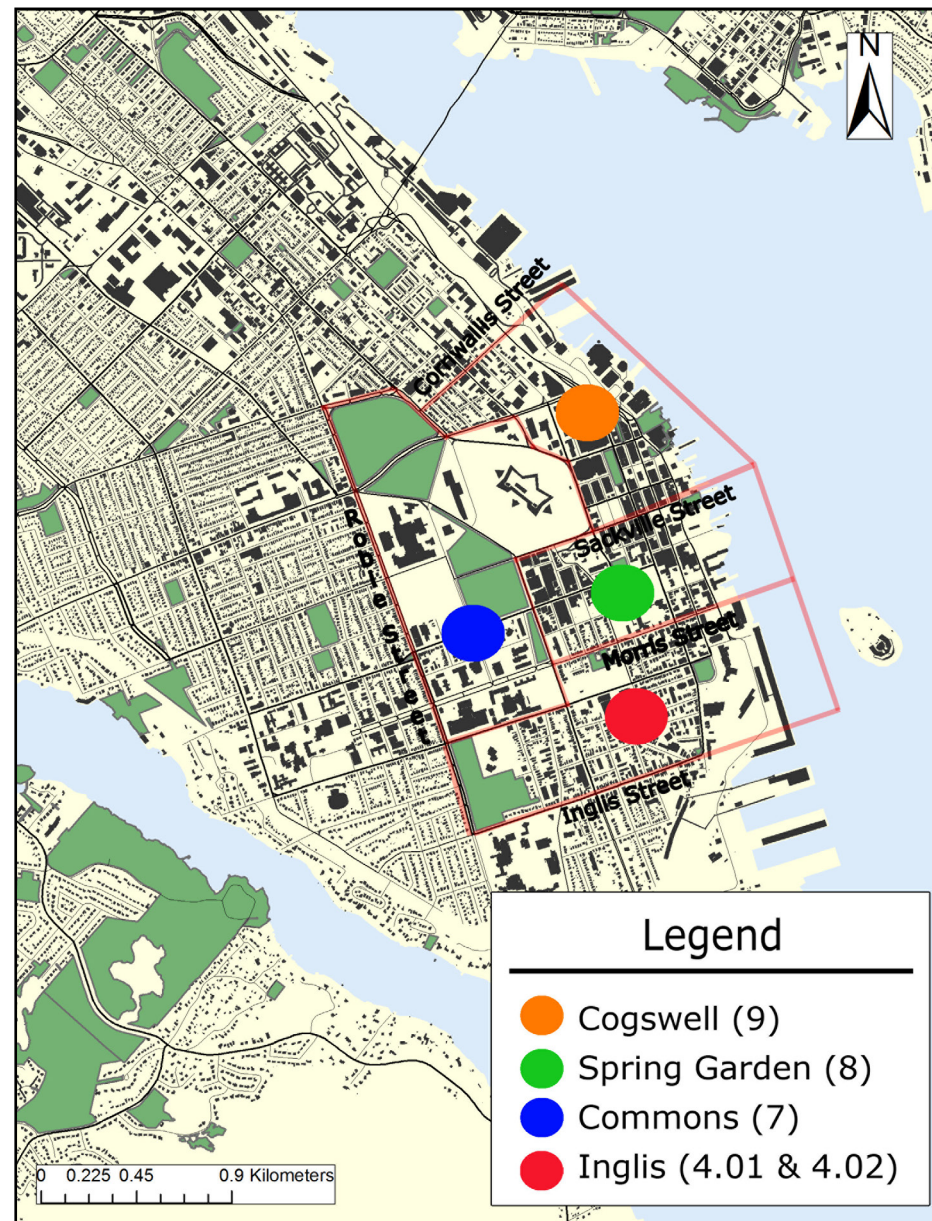 N
Cornwallis Street
Sackville Street
Robie Street
Morris Street
Inglis Street
Legend
Cogswell (9)
Spring Garden (8)
Commons (7)
Inglis (4.01 & 4.02)
0 0.225 0.45 0.9 Kilometers